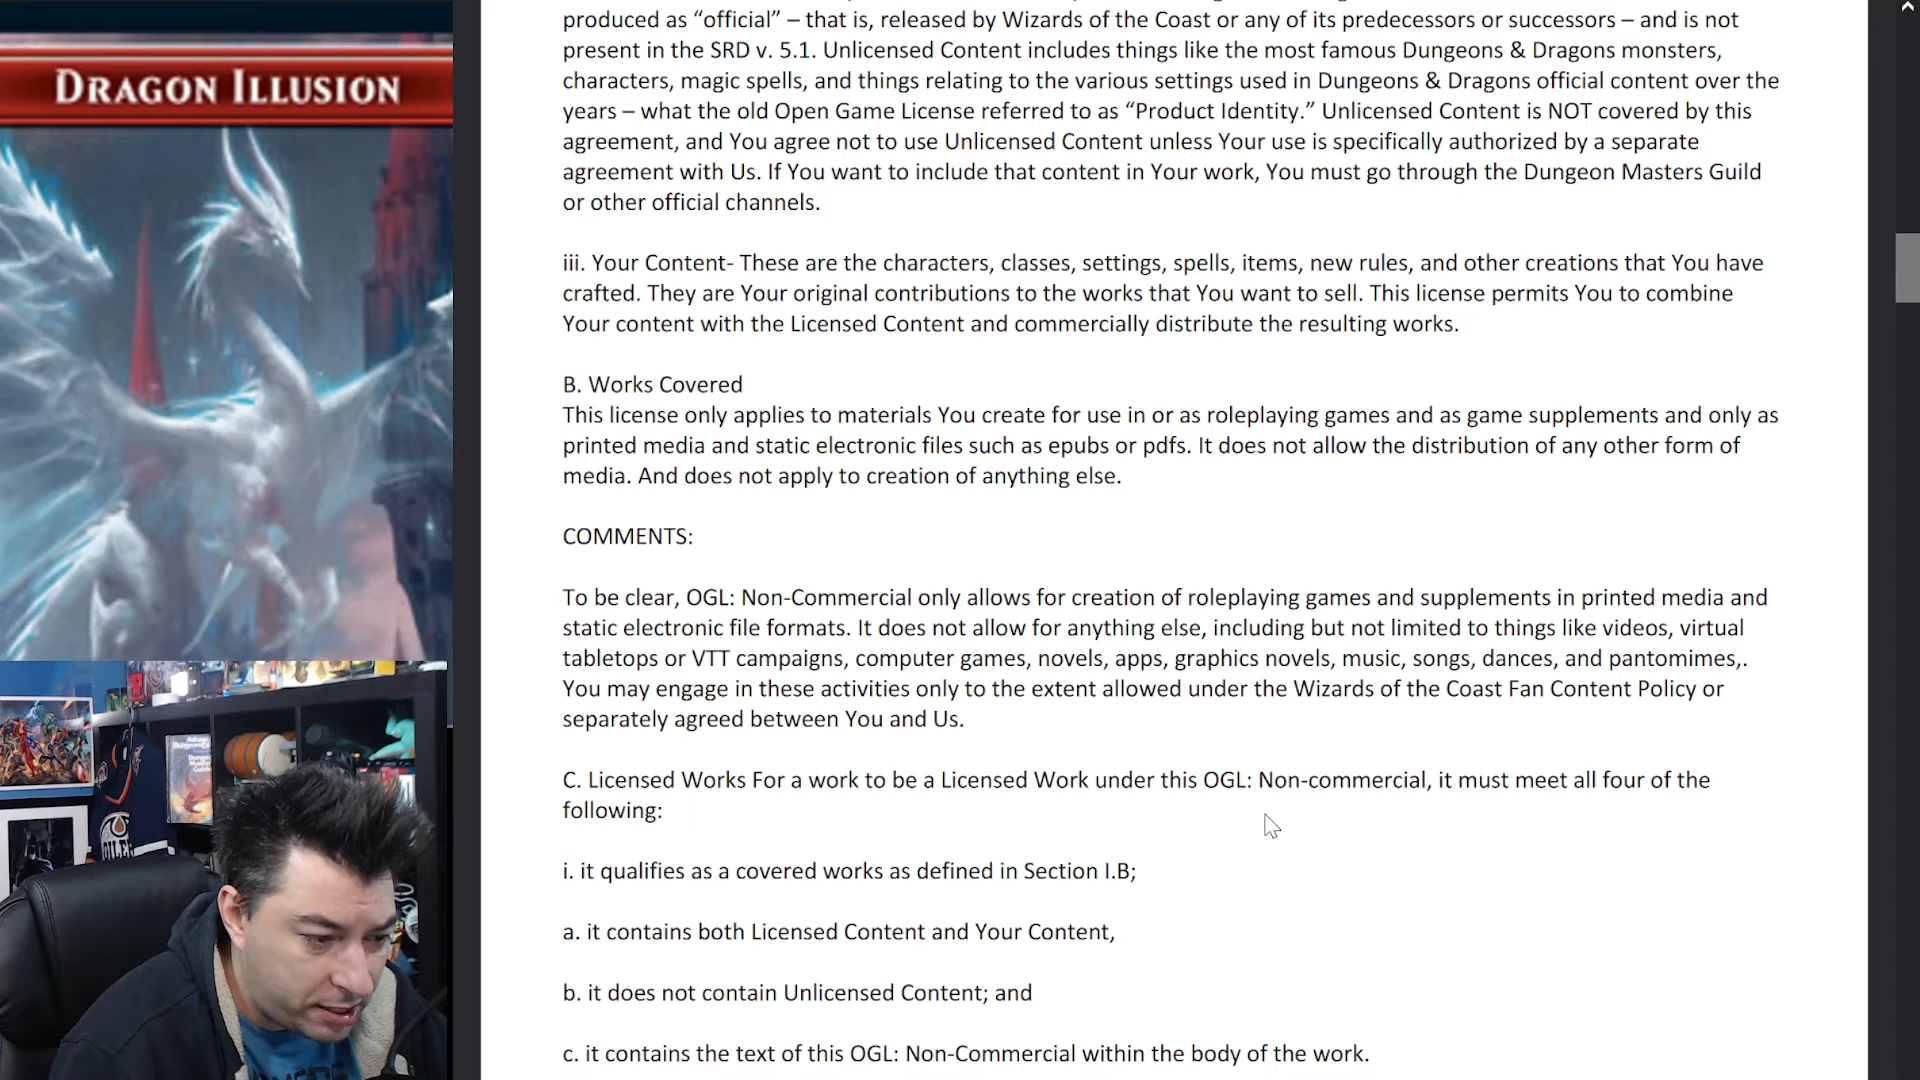 DRAGON ILLUSION
produced as “official” – that is, released by Wizards of the Coast or any of its predecessors or successors – and is not
present in the SRD v. 5.1. Unlicensed Content includes things like the most famous Dungeons & Dragons monsters,
characters, magic spells, and things relating to the various settings used in Dungeons & Dragons official content over the
years – what the old Open Game License referred to as “Product Identity.” Unlicensed Content is NOT covered by this
agreement, and You agree not to use Unlicensed Content unless Your use is specifically authorized by a separate
agreement with Us. If You want to include that content in Your work, You must go through the Dungeon Masters Guild
or other official channels.
iii. Your Content- These are the characters, classes, settings, spells, items, new rules, and other creations that You have
crafted. They are Your original contributions to the works that You want to sell. This license permits You to combine
Your content with the Licensed Content and commercially distribute the resulting works.
B. Works Covered
This license only applies to materials You create for use in or as roleplaying games and as game supplements and only as
printed media and static electronic files such as epubs or pdfs. It does not allow the distribution of any other form of
media. And does not apply to creation of anything else.
COMMENTS:
To be clear, OGL: Non-Commercial only allows for creation of roleplaying games and supplements in printed media and
static electronic file formats. It does not allow for anything else, including but not limited to things like videos, virtual
tabletops or VTT campaigns, computer games, novels, apps, graphics novels, music, songs, dances, and pantomimes,.
You may engage in these activities only to the extent allowed under the Wizards of the Coast Fan Content Policy or
separately agreed between You and Us.
C. Licensed Works For a work to be a Licensed Work under this OGL: Non-commercial, it must meet all four of the
following:
i. it qualifies as a covered works as defined in Section I.B;
a. it contains both Licensed Content and Your Content,
b. it does not contain Unlicensed Content; and
c. it contains the text of this OGL: Non-Commercial within the body of the work.